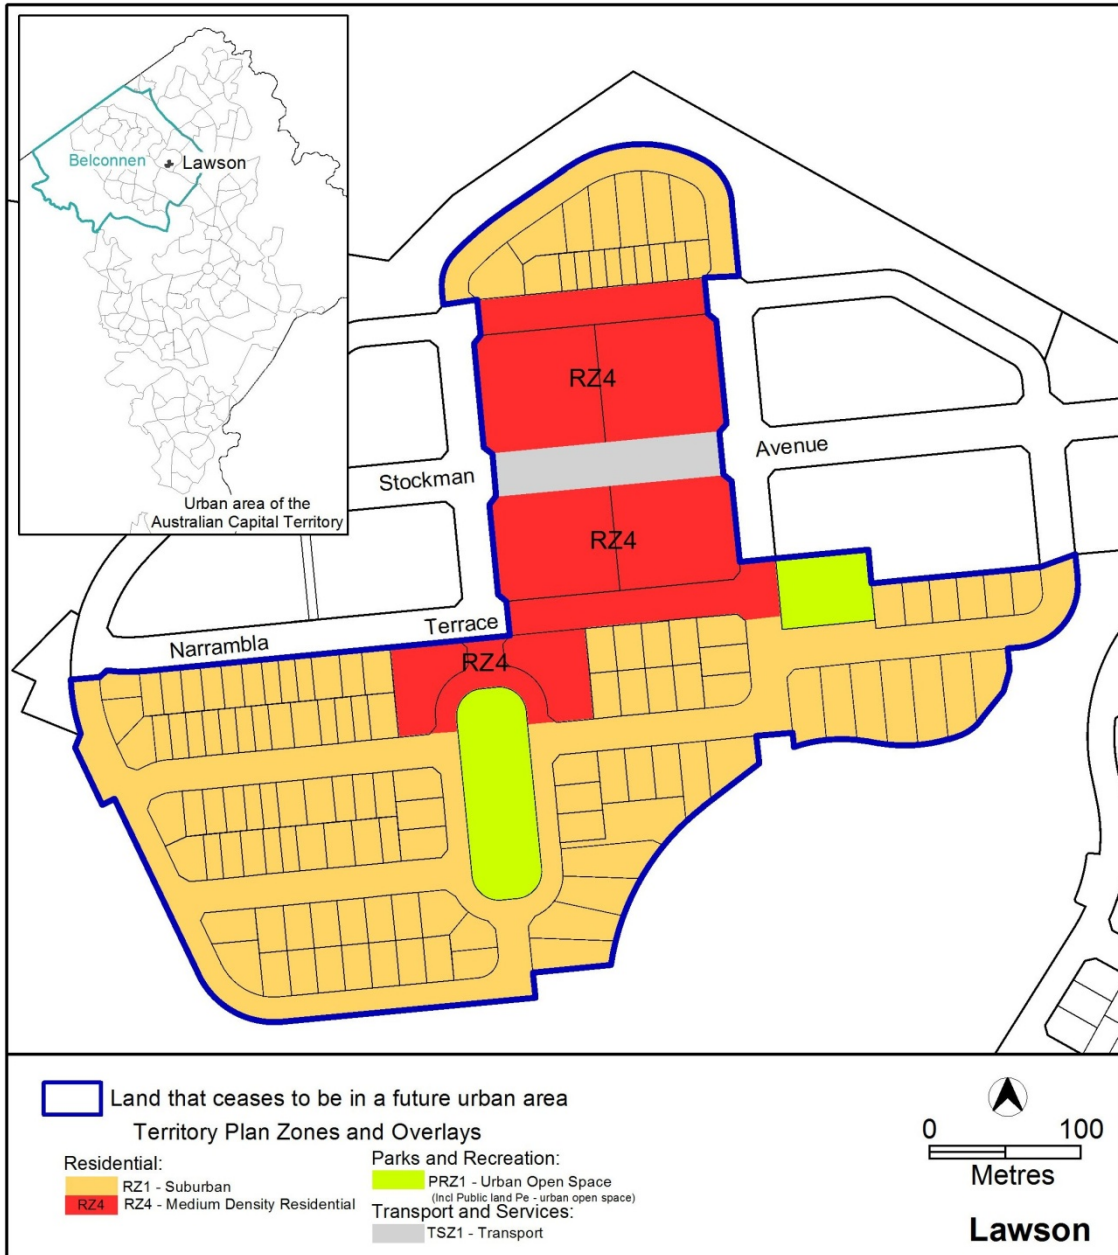 Belconnen
Lawson
Urban area of the
Australian Capital Territory
RZ4
Avenue
Stockman
RZ4
Terrace
Narrambla
RZ4
Land that ceases to be in a future urban area
Territory Plan Zones and Overlays
Residential:
RZ1 - Suburban
RZ4 RZ4 - Medium Density Residential
Parks and Recreation:
PRZ1 - Urban Open Space
(Incl Public land Pe - urban open space)
Transport and Services:
TSZ1 - Transport
0 100
Metres
Lawson